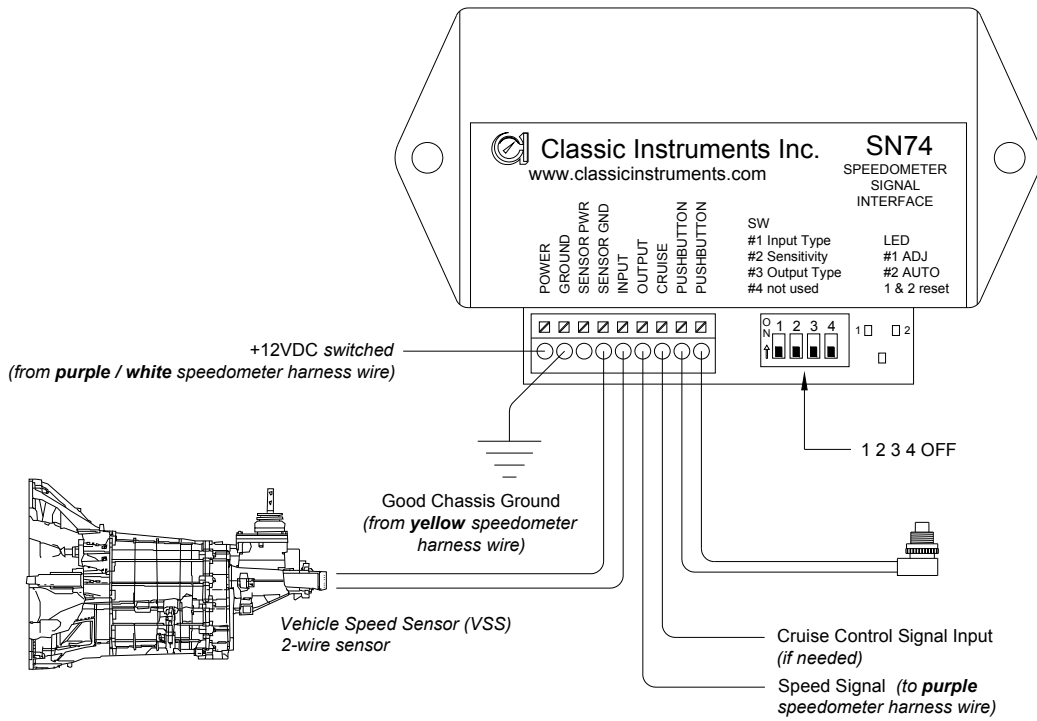 Classic Instruments Inc.
www.classicinstruments.com
SN74
SPEEDOMETER
SIGNAL
INTERFACE
POWER
GROUND
SENSOR PWR
SENSOR GND
INPUT
OUTPUT
CRUISE
PUSHBUTTON
PUSHBUTTON
SW
#1 Input Type
#2 Sensitivity
#3 Output Type
#4 not used
LED
#1 ADJ
#2 AUTO
1 & 2 reset
ON
1 2 3 4
1
2
+12VDC switched
(from purple / white speedometer harness wire)
1 2 3 4 OFF
Good Chassis Ground
(from yellow speedometer
harness wire)
Vehicle Speed Sensor (VSS)
2-wire sensor
Cruise Control Signal Input
(if needed)
Speed Signal (to purple
speedometer harness wire)